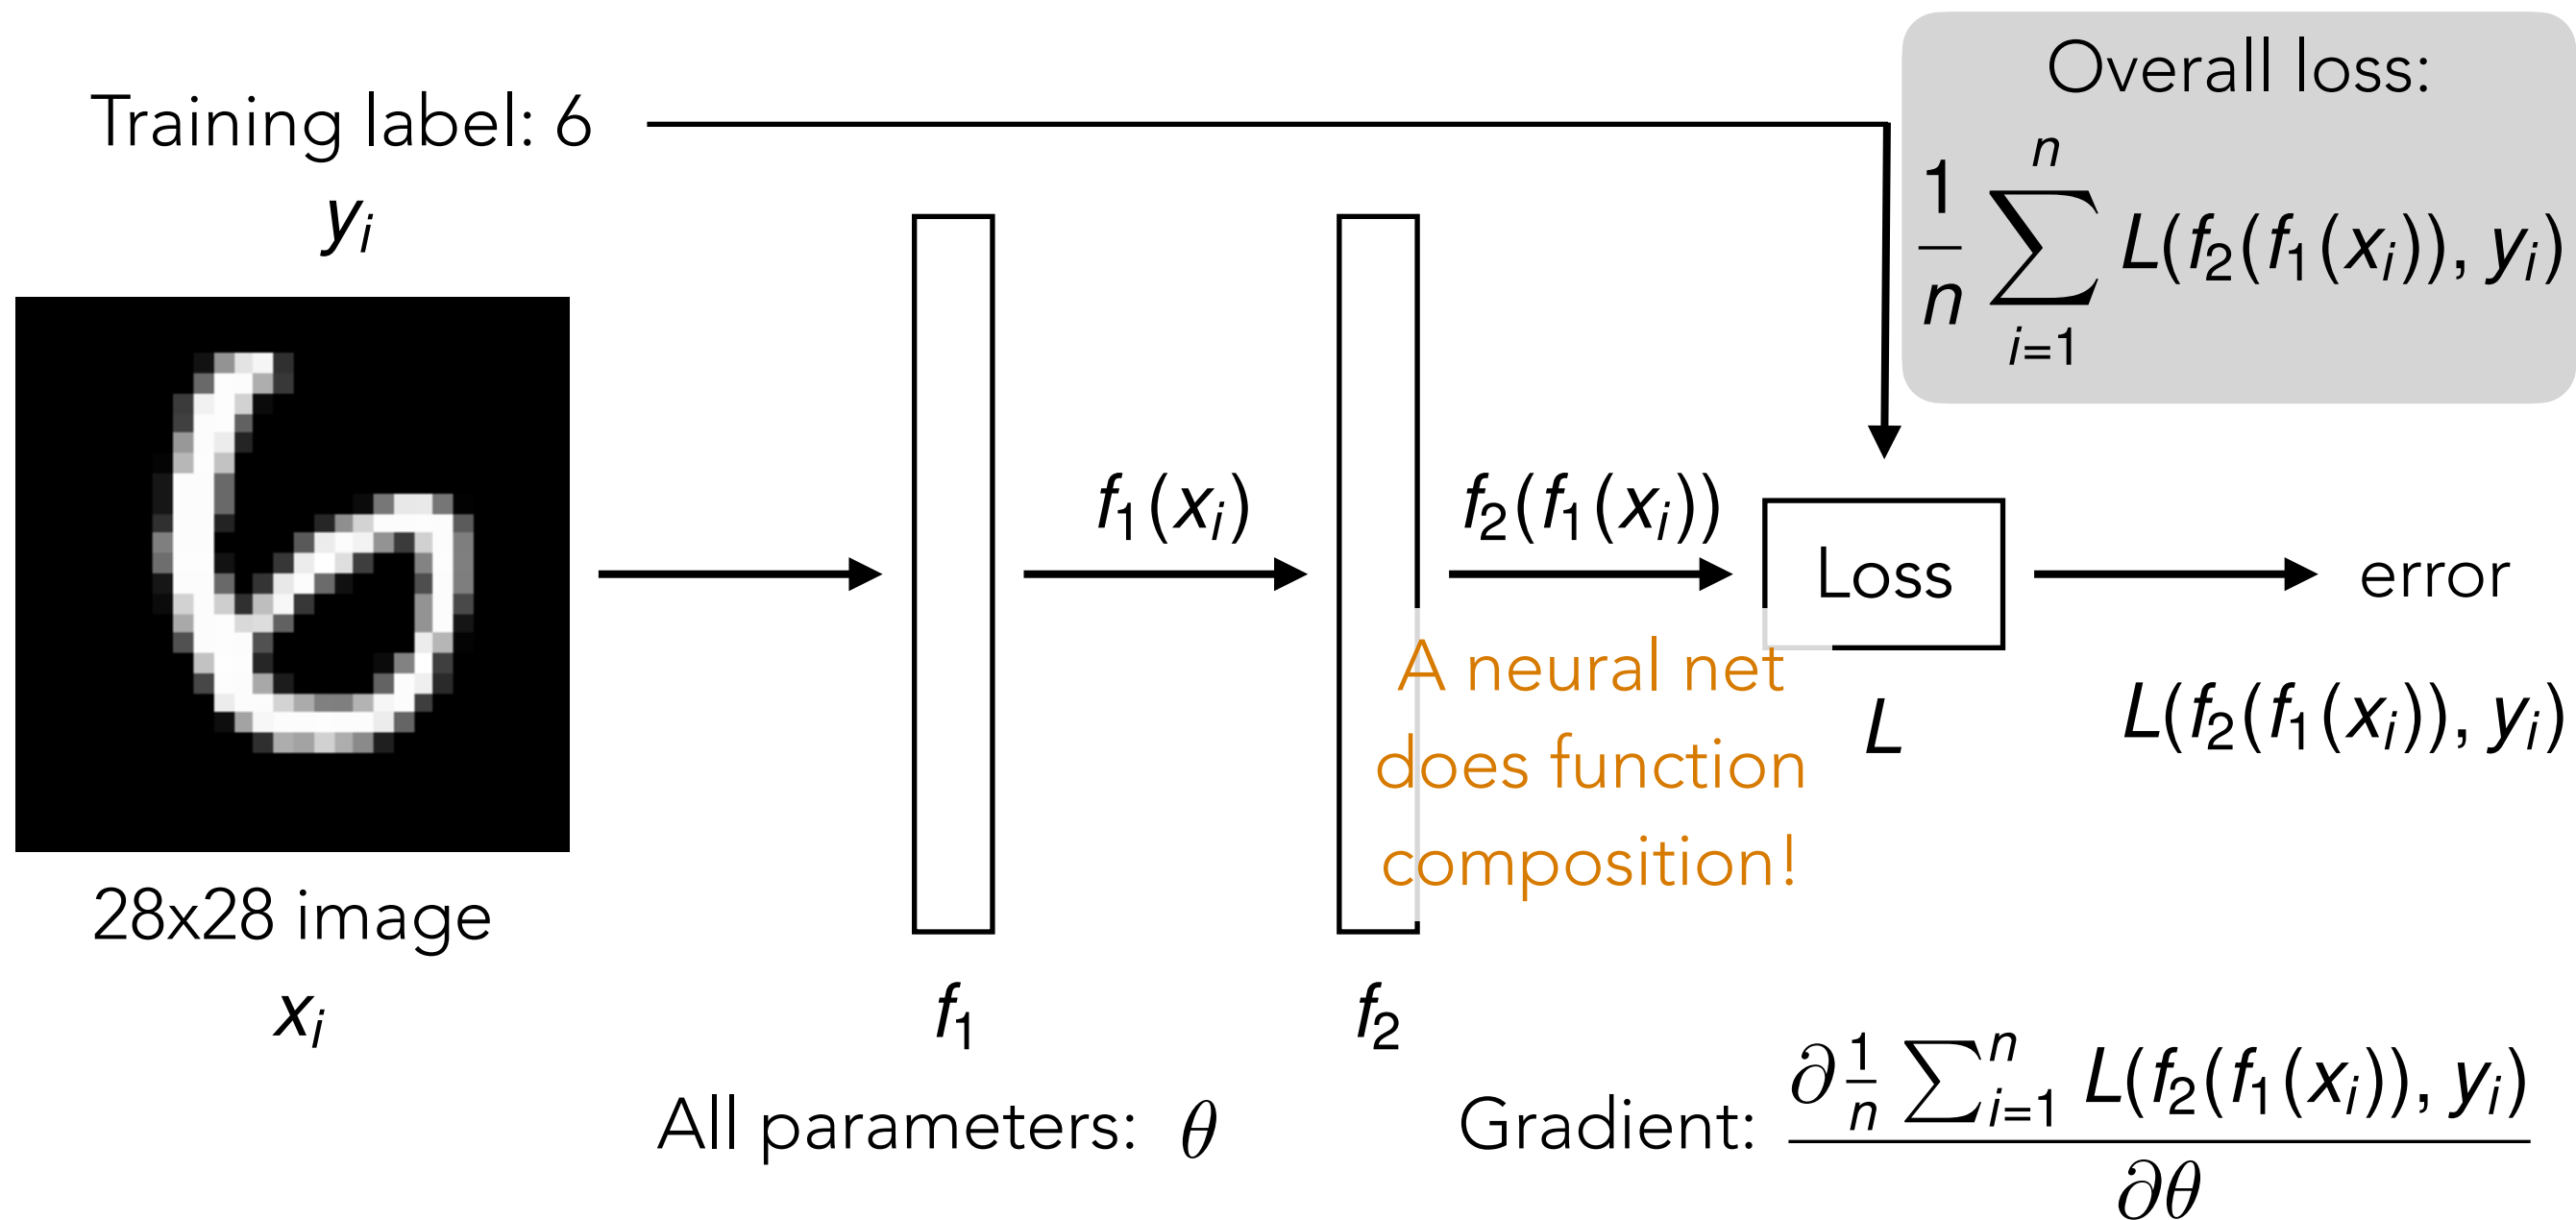 Training label: 6
yᵢ
28x28 image
xᵢ
f₁
f₁(xᵢ)
f₂
f₂(f₁(xᵢ))
A neural net
does function
composition!
Loss
L
error
L(f₂(f₁(xᵢ)), yᵢ)
Overall loss:
1/n ∑ᵢ₌₁ⁿ L(f₂(f₁(xᵢ)), yᵢ)
All parameters: θ
Gradient: ∂ 1/n ∑ᵢ₌₁ⁿ L(f₂(f₁(xᵢ)), yᵢ) / ∂θ